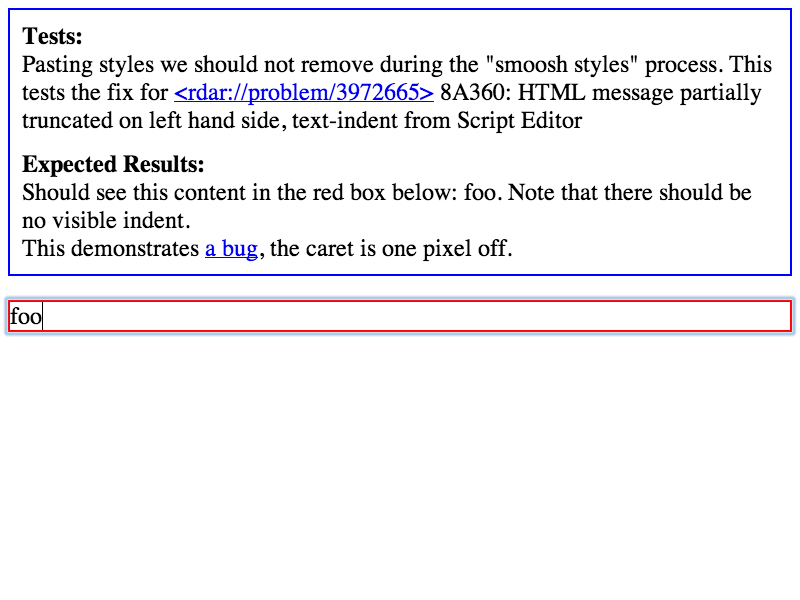 Tests:
Pasting styles we should not remove during the "smoosh styles" process. This
tests the fix for <rdar://problem/3972665> 8A360: HTML message partially
truncated on left hand side, text-indent from Script Editor
Expected Results:
Should see this content in the red box below: foo. Note that there should be
no visible indent.
This demonstrates a bug, the caret is one pixel off.
foo